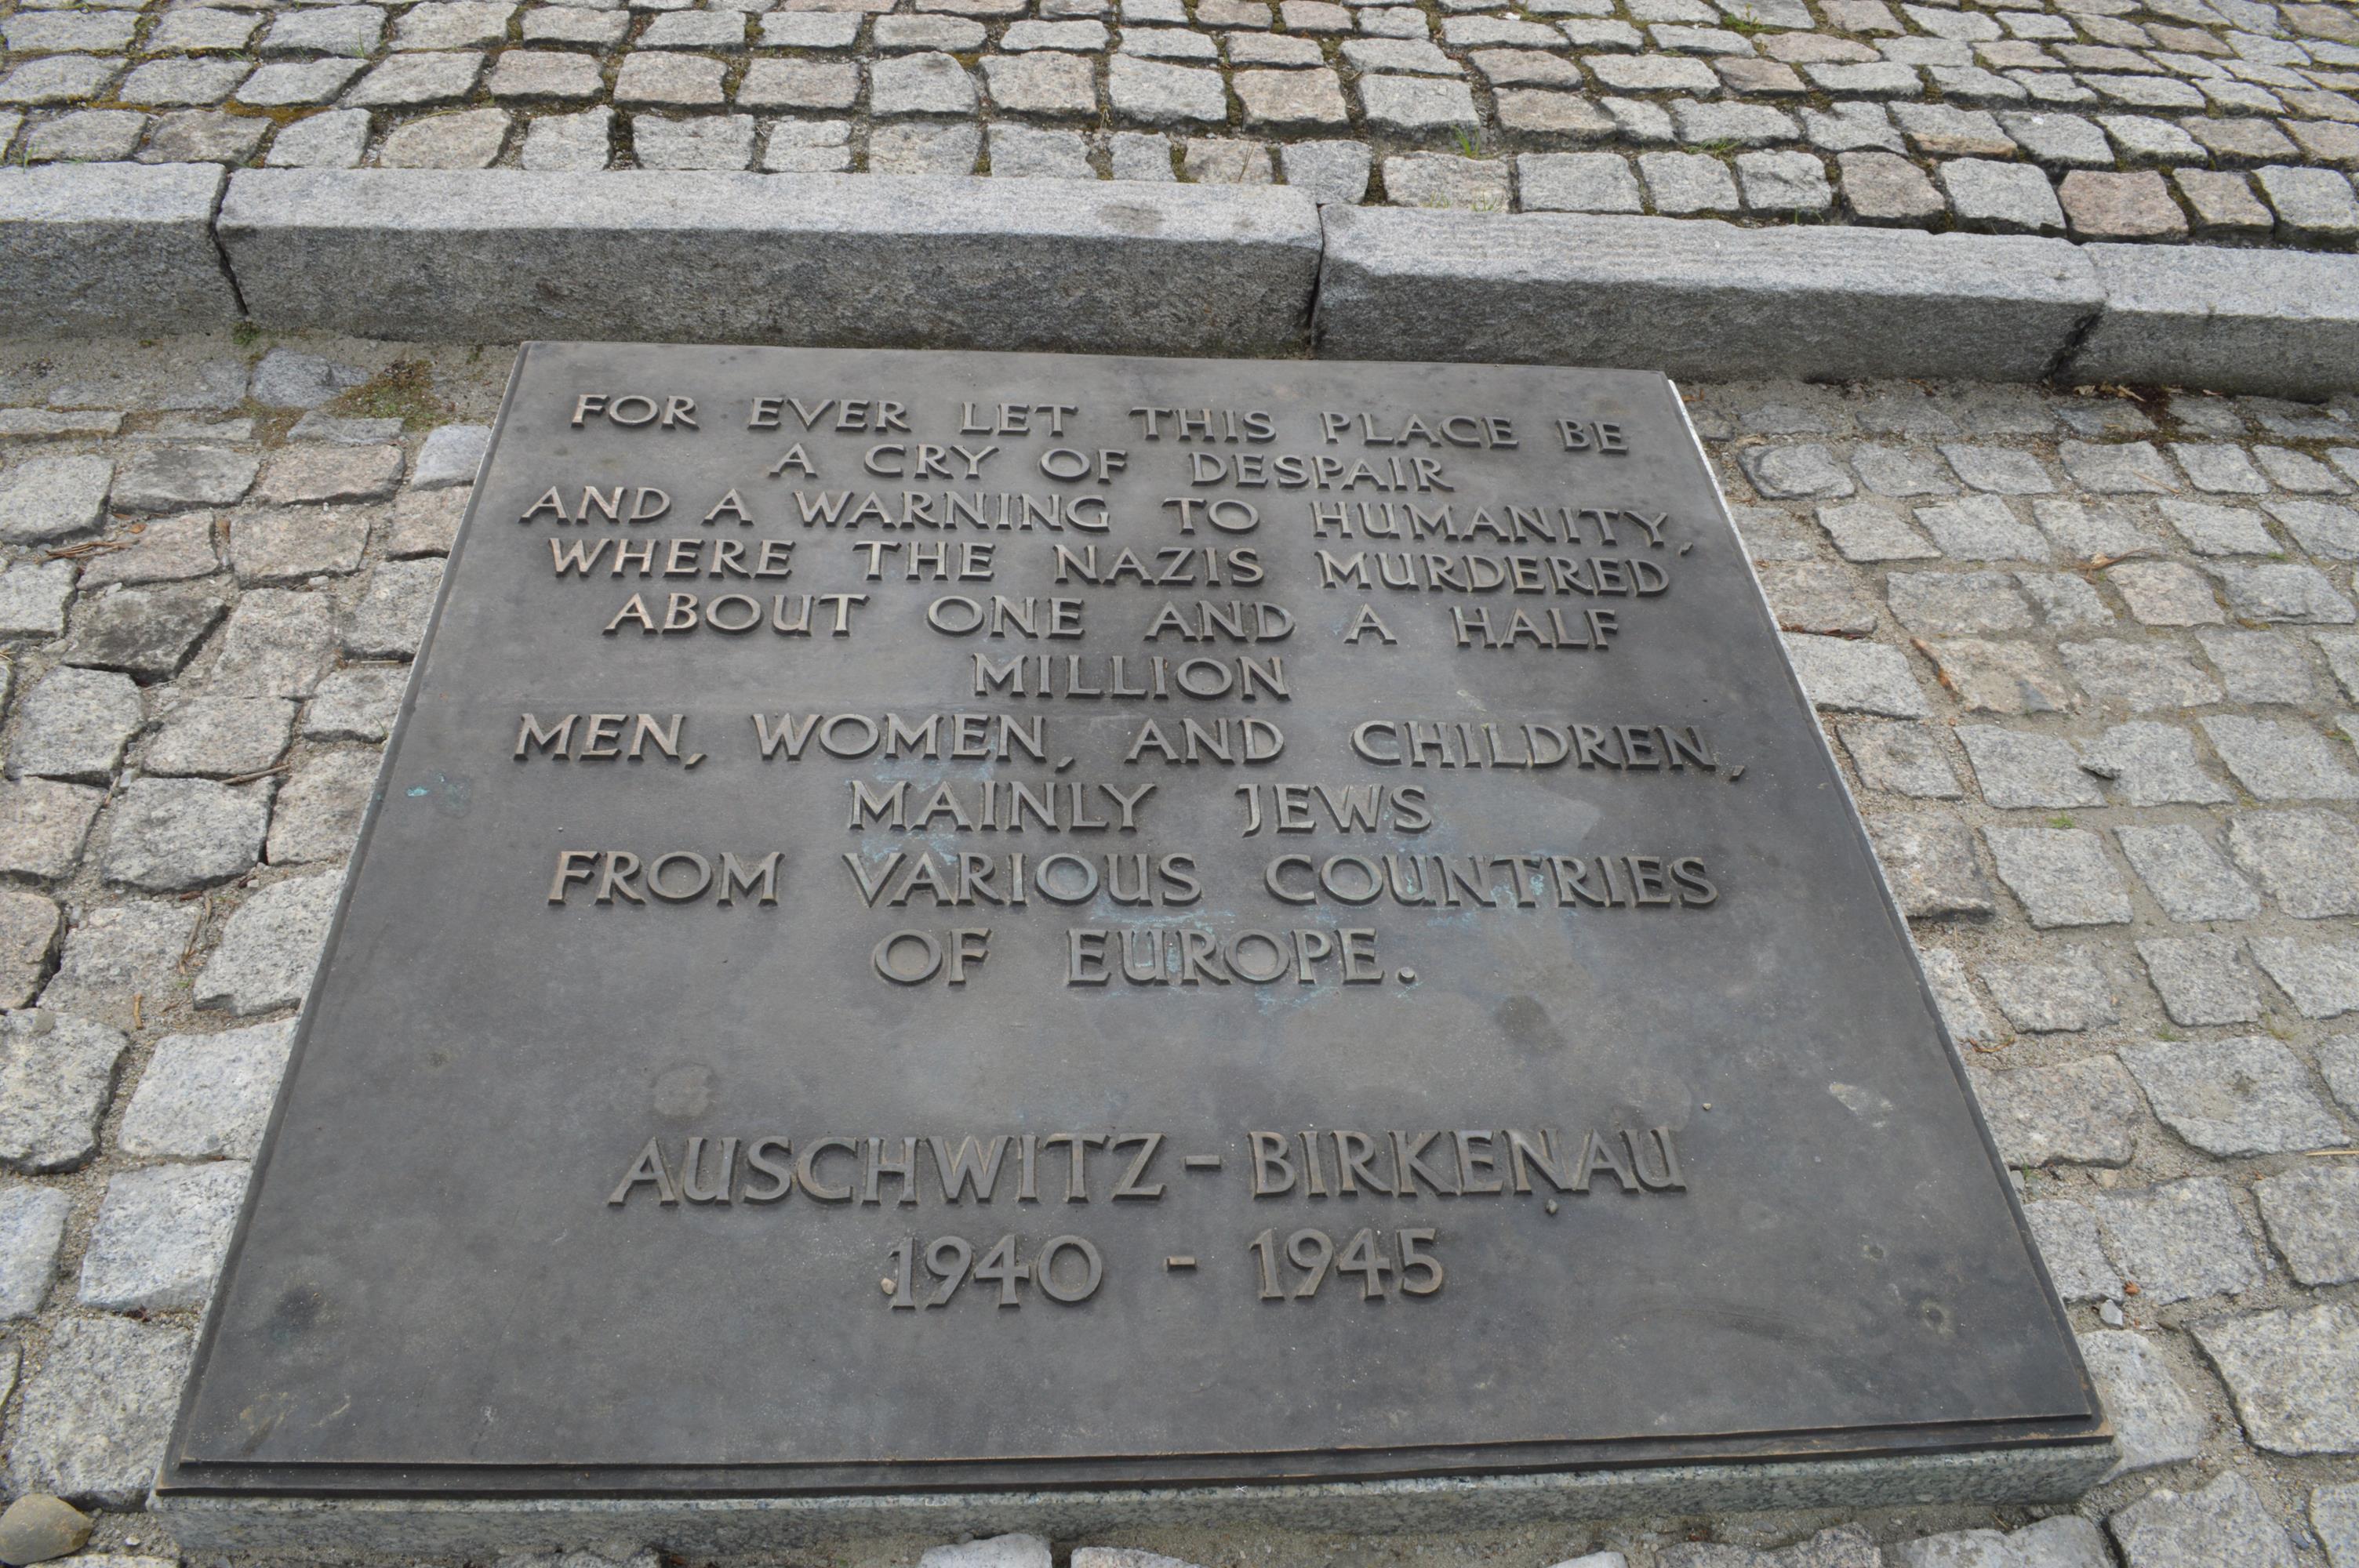 FOR EVER LET THIS PLACE BE
A CRY OF DESPAIR
AND A WARNING TO HUMANITY,
WHERE THE NAZIS MURDERED
ABOUT ONE AND A HALF
MILLION
MEN, WOMEN, AND CHILDREN,
MAINLY JEWS
FROM VARIOUS COUNTRIES
OF EUROPE.
AUSCHWITZ - BIRKENAU
1940 - 1945